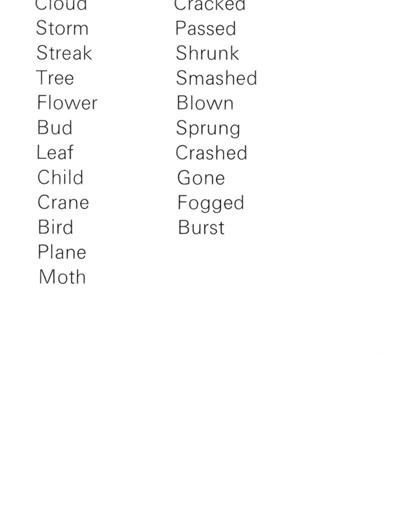 Cloud Cracked
Storm Passed
Streak Shrunk
Tree Smashed
Flower Blown
Bud Sprung
Leaf Crashed
Child Gone
Crane Fogged
Bird Burst
Plane
Moth